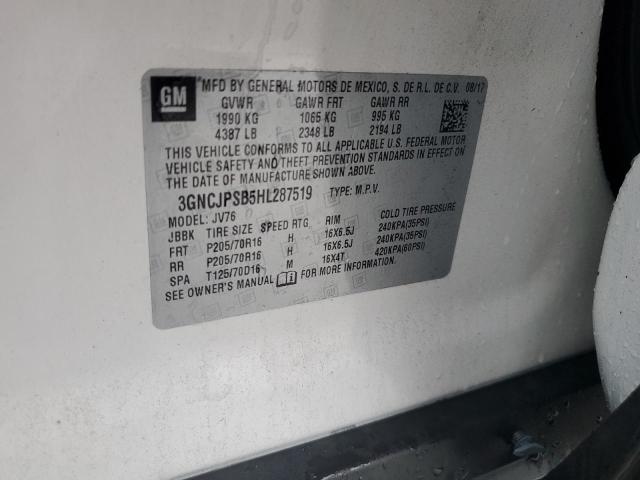 GM
MFD BY GENERAL MOTORS DE MEXICO, S. DE R.L. DE C.V. 08/17
GVWR GAWR FRT GAWR RR
1990 KG 1065 KG 995 KG
4387 LB 2348 LB 2194 LB
THIS VEHICLE CONFORMS TO ALL APPLICABLE U.S. FEDERAL MOTOR
VEHICLE SAFETY AND THEFT PREVENTION STANDARDS IN EFFECT ON
THE DATE OF MANUFACTURE SHOWN ABOVE.
3GNCJPSB5HL287519 TYPE: M.P.V.
MODEL: JV76
JBBK TIRE SIZE SPEED RTG RIM COLD TIRE PRESSURE
FRT P205/70R16 H 16X6.5J 240KPA(35PSI)
RR P205/70R16 H 16X6.5J 240KPA(35PSI)
SPA T125/70D16 M 16X4T 420KPA(60PSI)
SEE OWNER'S MANUAL FOR MORE INFORMATION.